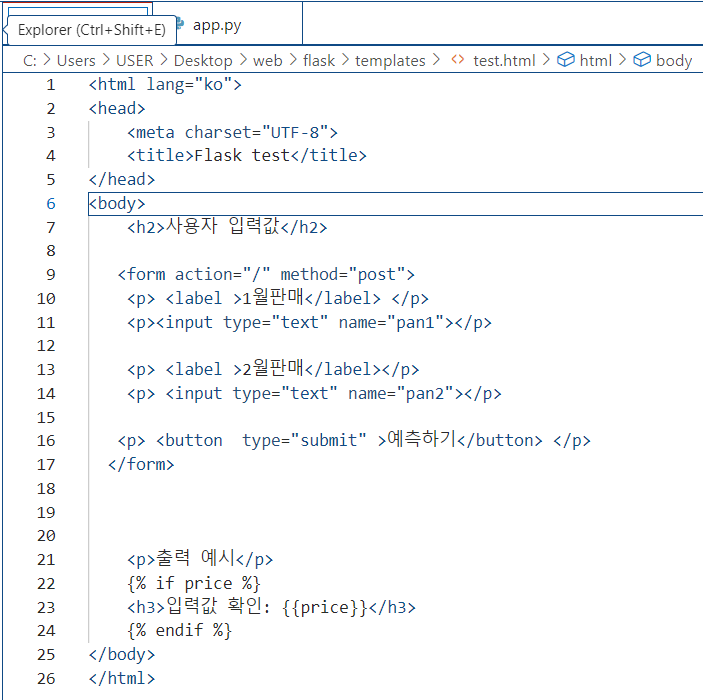 Explorer (Ctrl+Shift+E)
app.py
C: > Users > USER > Desktop > web > flask > templates > <> test.html > html > body
1 <html lang="ko">
2 <head>
3 <meta charset="UTF-8">
4 <title>Flask test</title>
5 </head>
6 <body>
7 <h2>사용자 입력값</h2>
8
9 <form action="/" method="post">
10 <p> <label >1월판매</label> </p>
11 <p><input type="text" name="pan1"></p>
12
13 <p> <label >2월판매</label></p>
14 <p> <input type="text" name="pan2"></p>
15
16 <p> <button  type="submit" >예측하기</button> </p>
17 </form>
18
19
20
21 <p>출력 예시</p>
22 {% if price %}
23 <h3>입력값 확인: {{price}}</h3>
24 {% endif %}
25 </body>
26 </html>